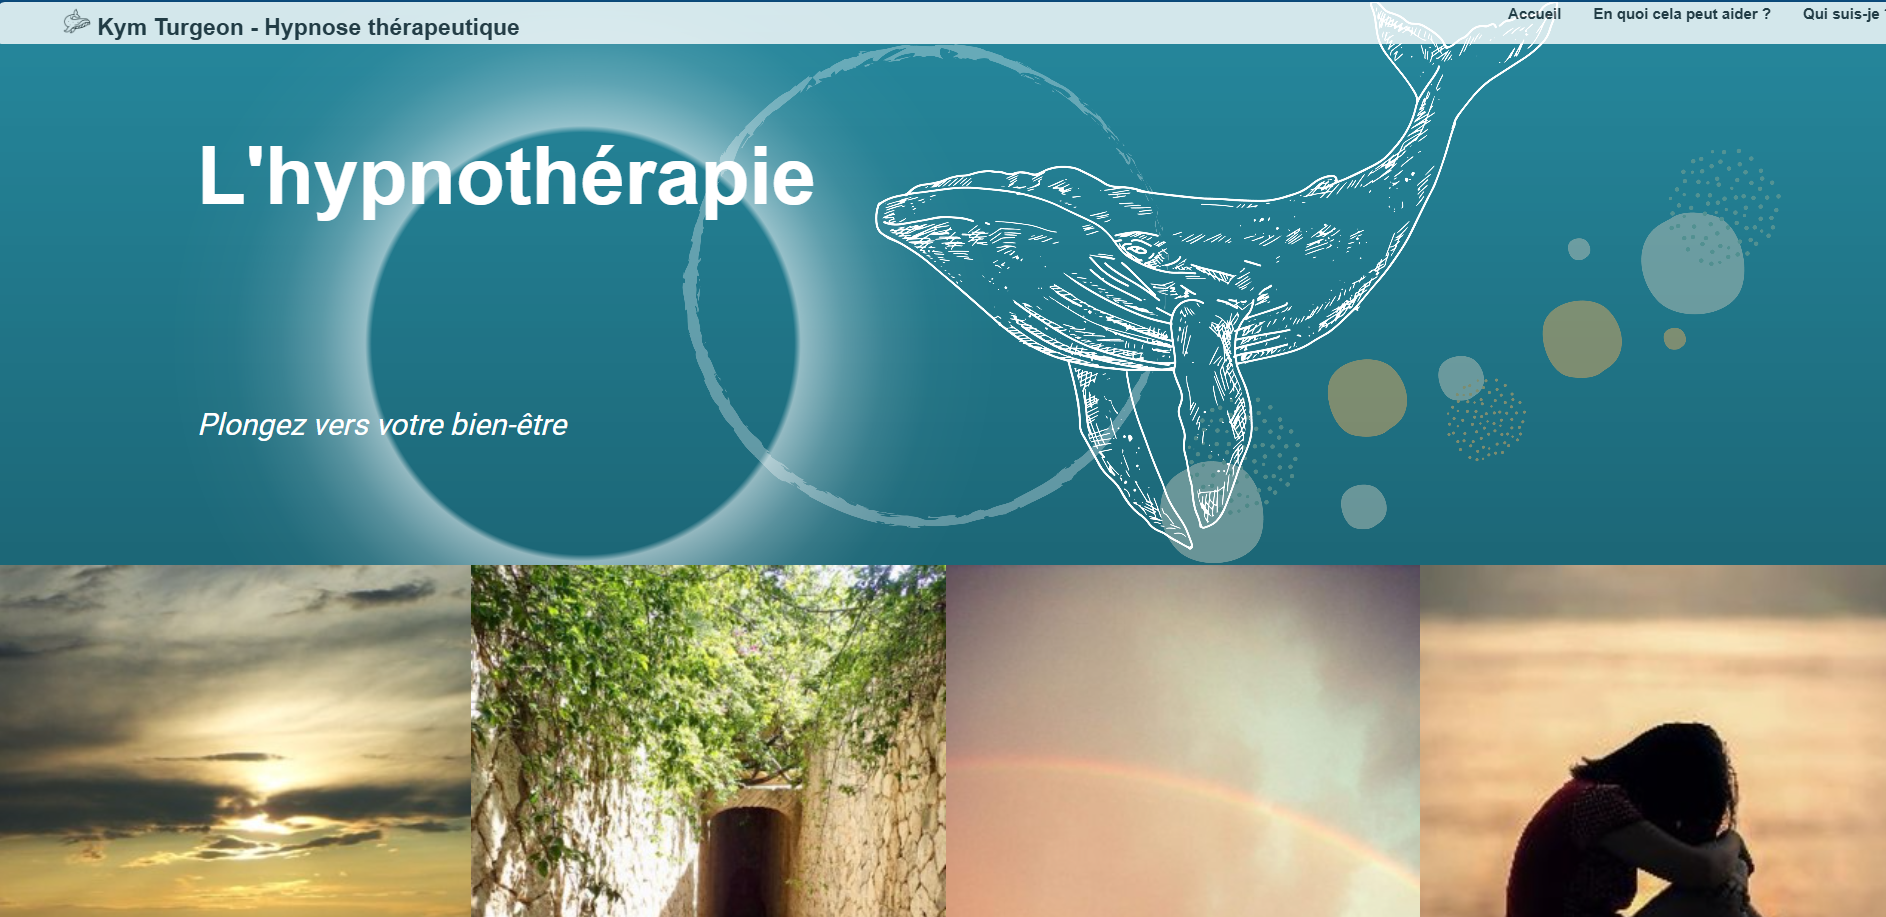 Kym Turgeon - Hypnose thérapeutique
Accueil En quoi cela peut aider ? Qui suis-je ?
L'hypnothérapie
Plongez vers votre bien-être